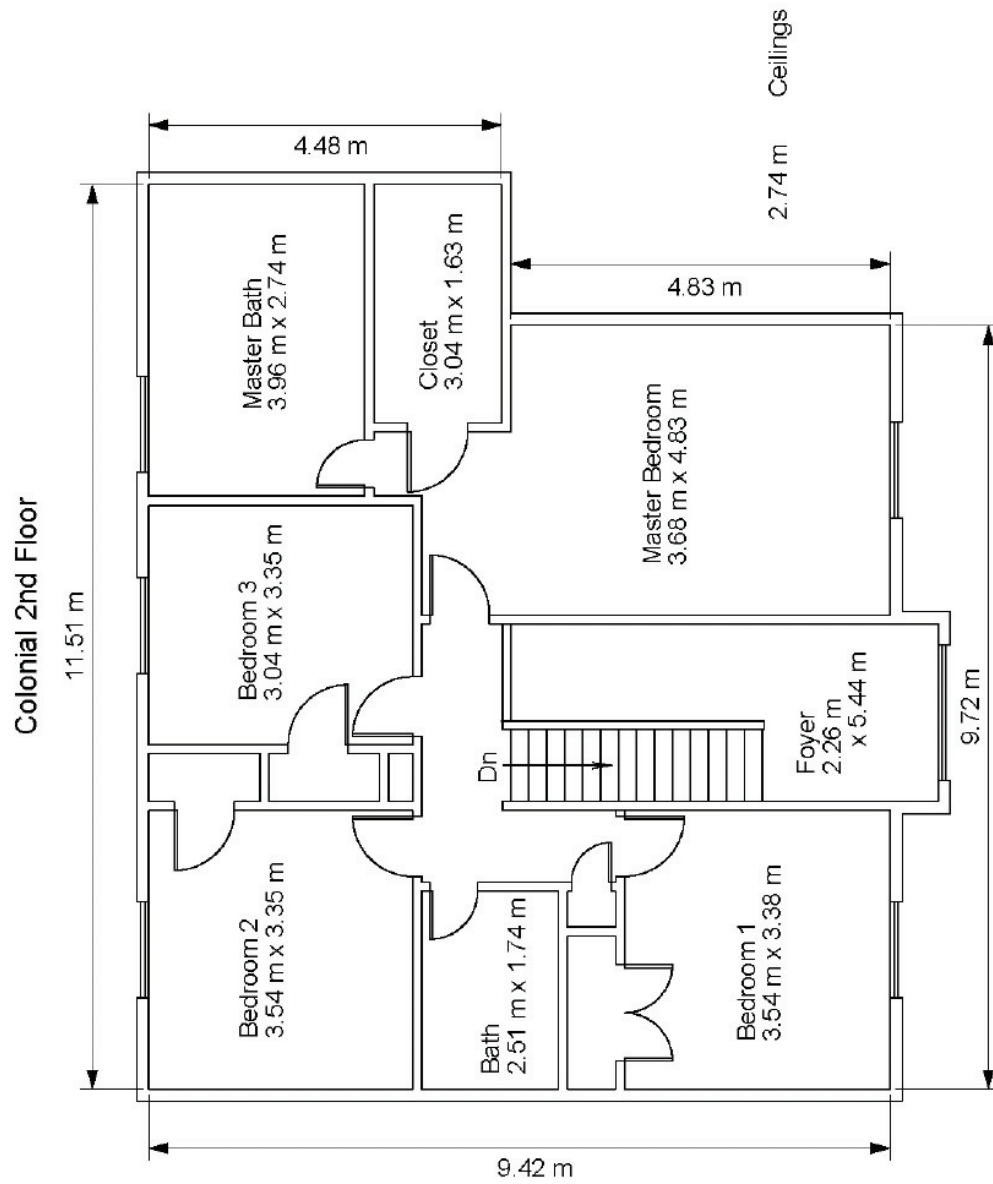 Colonial 2nd Floor
11.51 m
Bedroom 2
3.54 m x 3.35 m
Bedroom 3
3.04 m x 3.35 m
Master Bath
3.96 m x 2.74 m
4.48 m
Closet
3.04 m x 1.63 m
Bath
2.51 m x 1.74 m
Dn
9.42 m
Bedroom 1
3.54 m x 3.38 m
Foyer
2.26 m
x 5.44 m
Master Bedroom
3.68 m x 4.83 m
4.83 m
2.74 m Ceilings
9.72 m